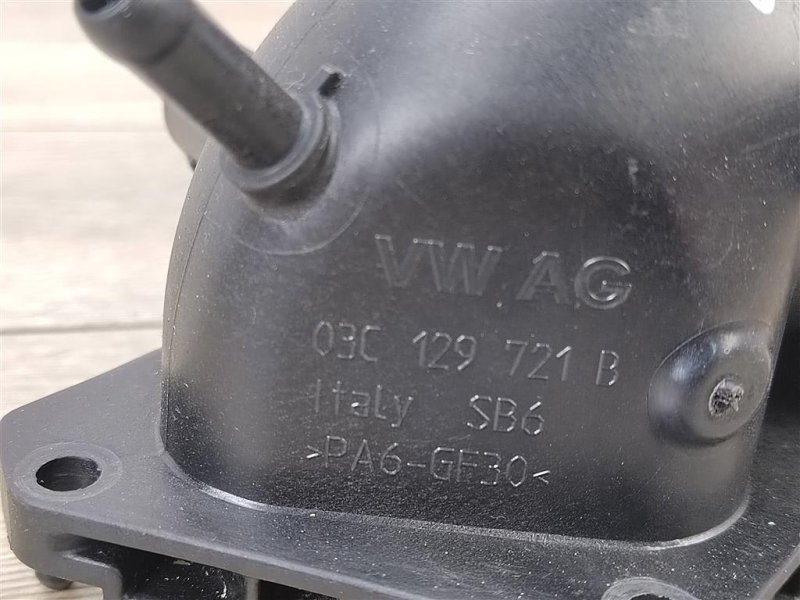 VW AG
03C 129 721 B
Italy SB6
>PA6-GF30<